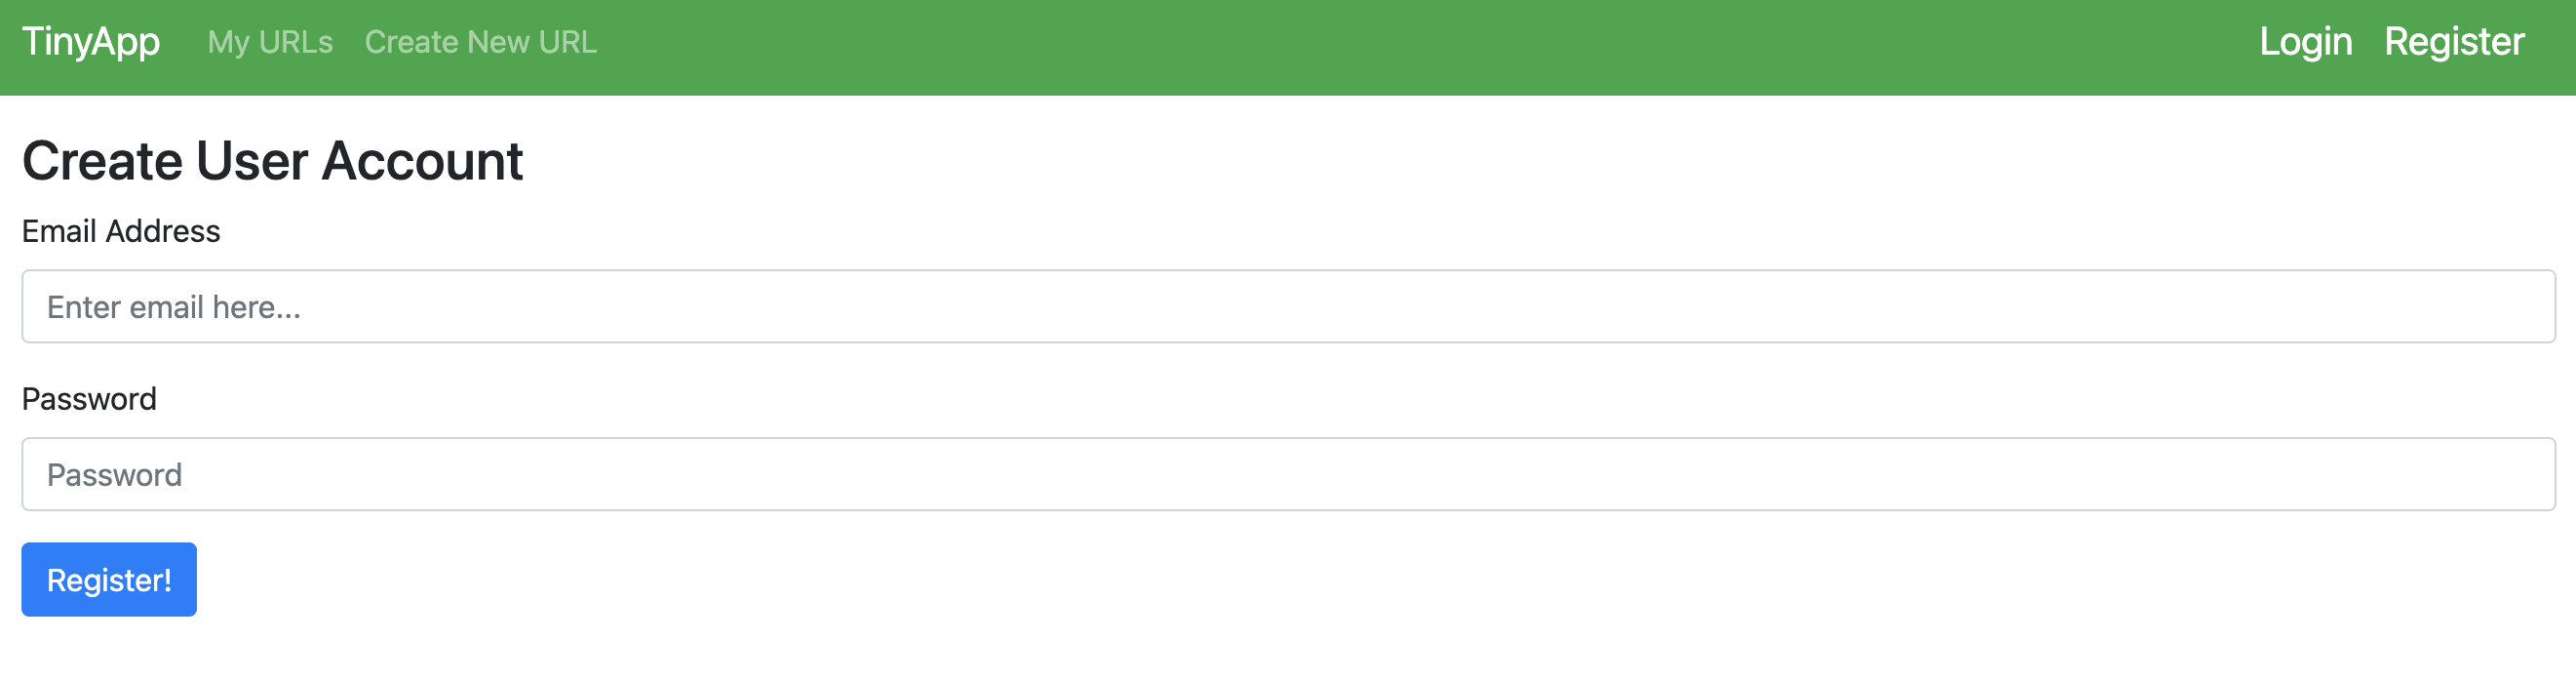 TinyApp My URLs Create New URL Login Register
Create User Account
Email Address
Enter email here...
Password
Password
Register!